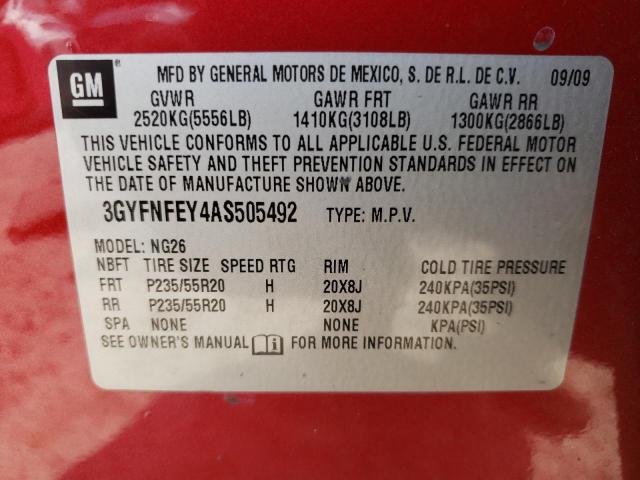 GM
MFD BY GENERAL MOTORS DE MEXICO, S. DE R.L. DE C.V. 09/09
GVWR GAWR FRT GAWR RR
2520KG(5556LB) 1410KG(3108LB) 1300KG(2866LB)
THIS VEHICLE CONFORMS TO ALL APPLICABLE U.S. FEDERAL MOTOR
VEHICLE SAFETY AND THEFT PREVENTION STANDARDS IN EFFECT ON
THE DATE OF MANUFACTURE SHOWN ABOVE.
3GYFNFEY4AS505492 TYPE: M.P.V.
MODEL: NG26
NBFT TIRE SIZE SPEED RTG RIM COLD TIRE PRESSURE
FRT P235/55R20 H 20X8J 240KPA(35PSI)
RR P235/55R20 H 20X8J 240KPA(35PSI)
SPA NONE NONE KPA(PSI)
SEE OWNER'S MANUAL i FOR MORE INFORMATION.